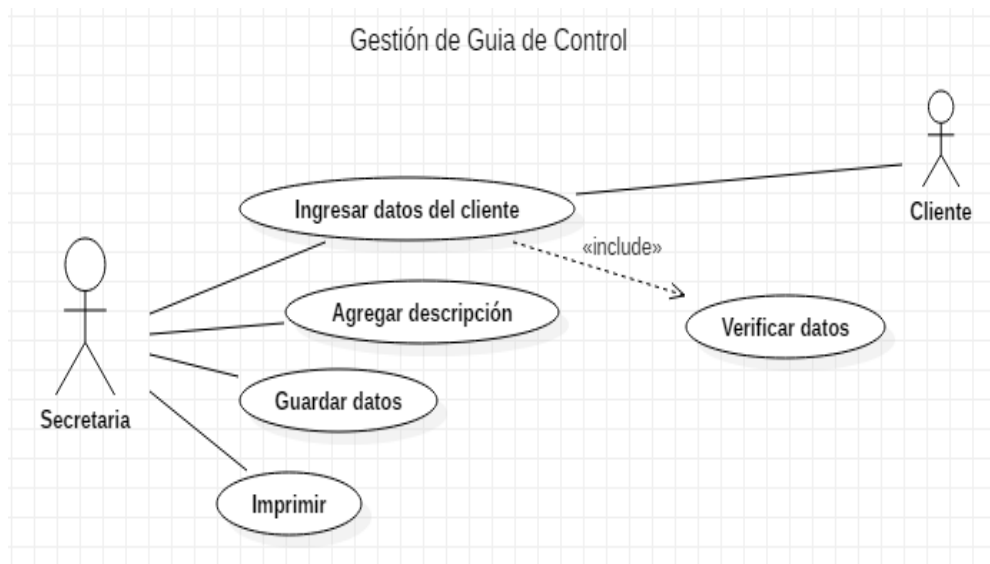 Gestión de Guia de Control
Cliente
Ingresar datos del cliente
«include»
Agregar descripción
Verificar datos
Guardar datos
Secretaria
Imprimir